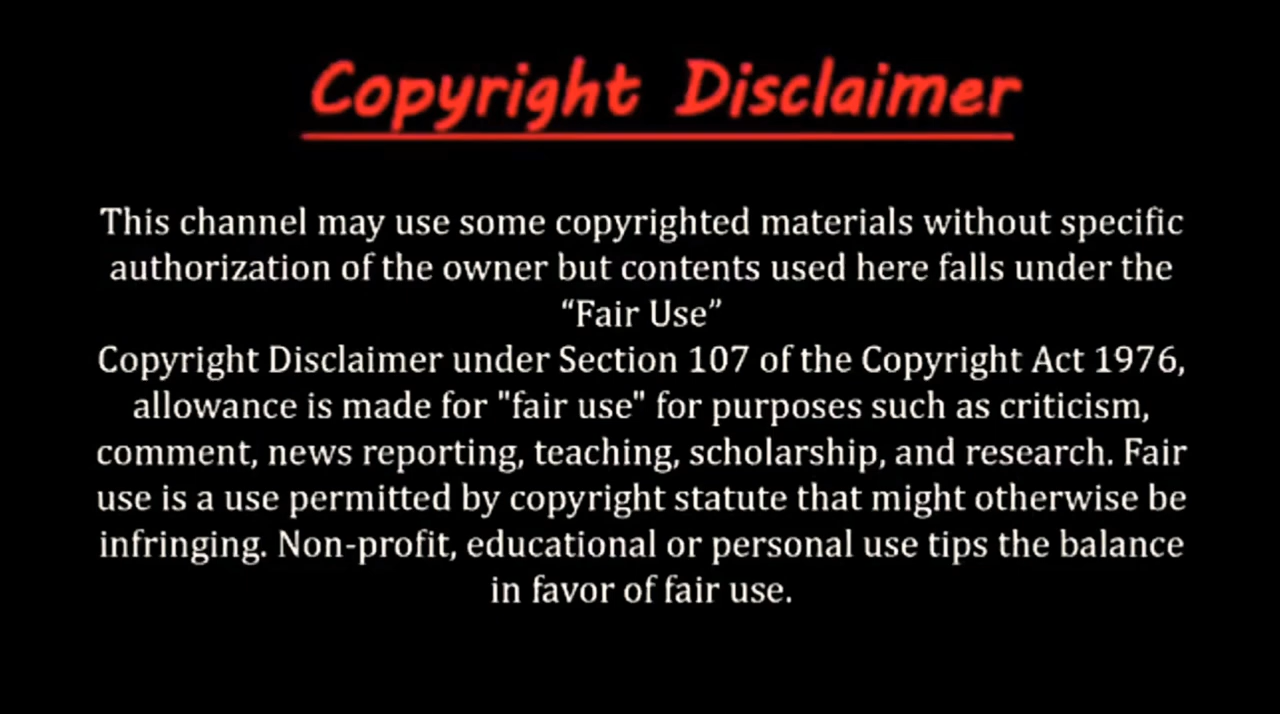 Copyright Disclaimer
This channel may use some copyrighted materials without specific
authorization of the owner but contents used here falls under the
“Fair Use”
Copyright Disclaimer under Section 107 of the Copyright Act 1976,
allowance is made for "fair use" for purposes such as criticism,
comment, news reporting, teaching, scholarship, and research. Fair
use is a use permitted by copyright statute that might otherwise be
infringing. Non-profit, educational or personal use tips the balance
in favor of fair use.